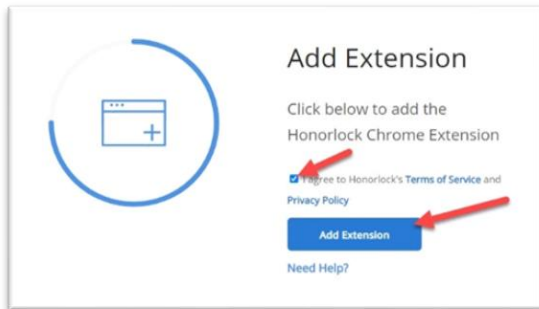 Add Extension
Click below to add the
Honorlock Chrome Extension
I agree to Honorlock's Terms of Service and
Privacy Policy
Add Extension
Need Help?